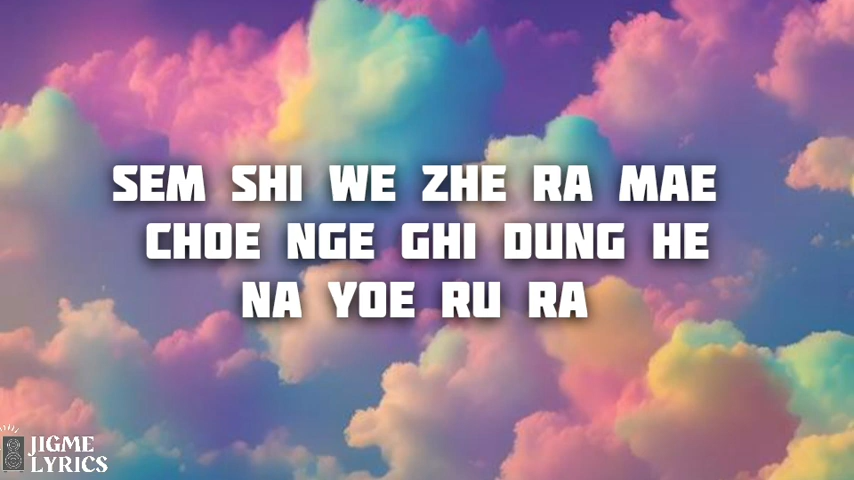 SEM SHI WE ZHE RA MAE
CHOE NGE GHI DUNG HE
NA YOE RU RA
JIGME
LYRICS